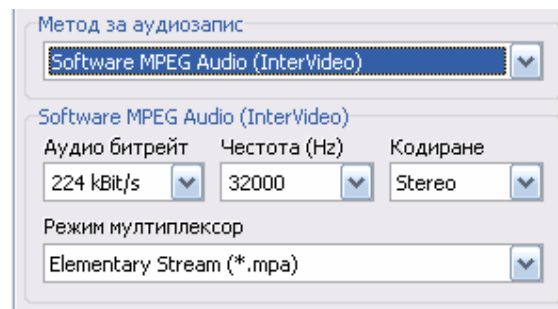 Метод за аудиозапис
Software MPEG Audio (InterVideo)
Software MPEG Audio (InterVideo)
Аудио битрейт Честота (Hz) Кодиране
224 kBit/s 32000 Stereo
Режим мултиплексор
Elementary Stream (*.mpa)